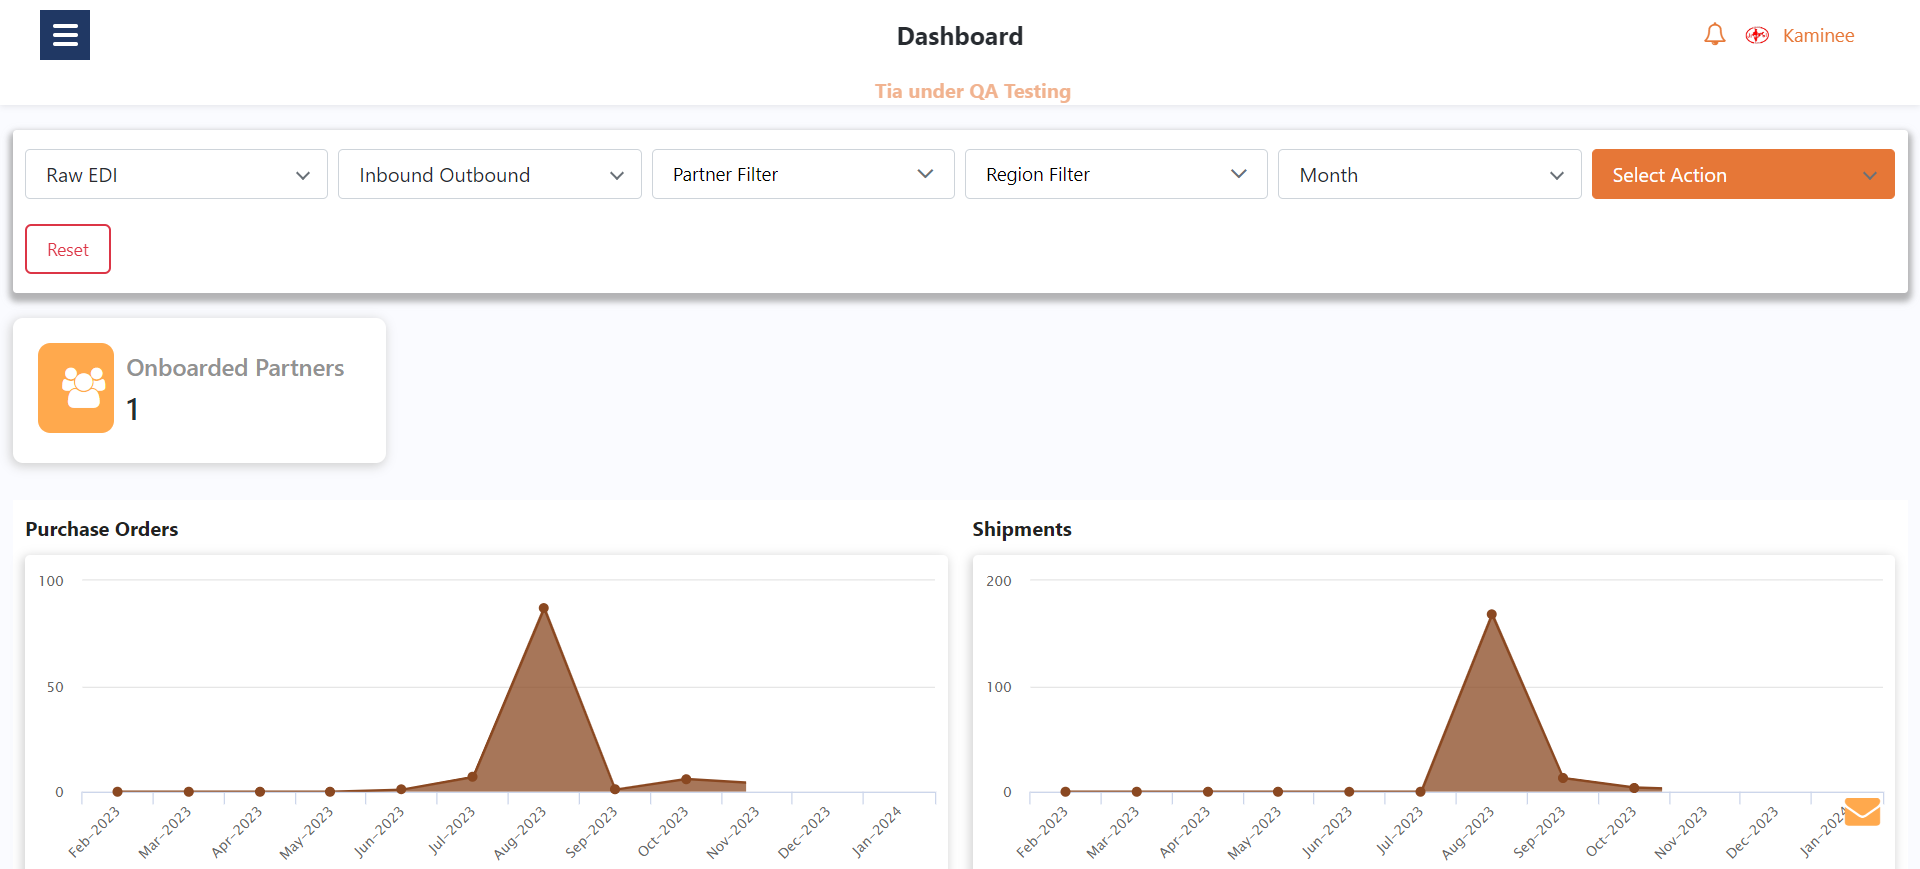 Dashboard
Kaminee
Tia under QA Testing
Raw EDI
Inbound Outbound
Partner Filter
Region Filter
Month
Select Action
Reset
Onboarded Partners
1
Purchase Orders
100
50
0
Feb-2023
Mar-2023
Apr-2023
May-2023
Jun-2023
Jul-2023
Aug-2023
Sep-2023
Oct-2023
Nov-2023
Dec-2023
Jan-2024
Shipments
200
100
0
Feb-2023
Mar-2023
Apr-2023
May-2023
Jun-2023
Jul-2023
Aug-2023
Sep-2023
Oct-2023
Nov-2023
Dec-2023
Jan-2024